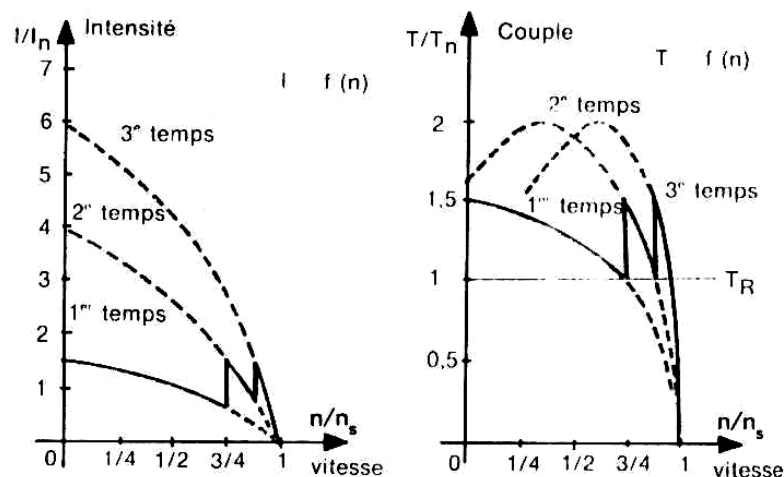 I/In Intensité
7
I f (n)
6
3e temps
5
2e temps
4
3
1er temps
2
1
n/ns
0 1/4 1/2 3/4 1 vitesse
T/Tn Couple
T f (n)
2e temps
2
3e temps
1,5
1er temps
1
TR
0,5
n/ns
0 1/4 1/2 3/4 1 vitesse